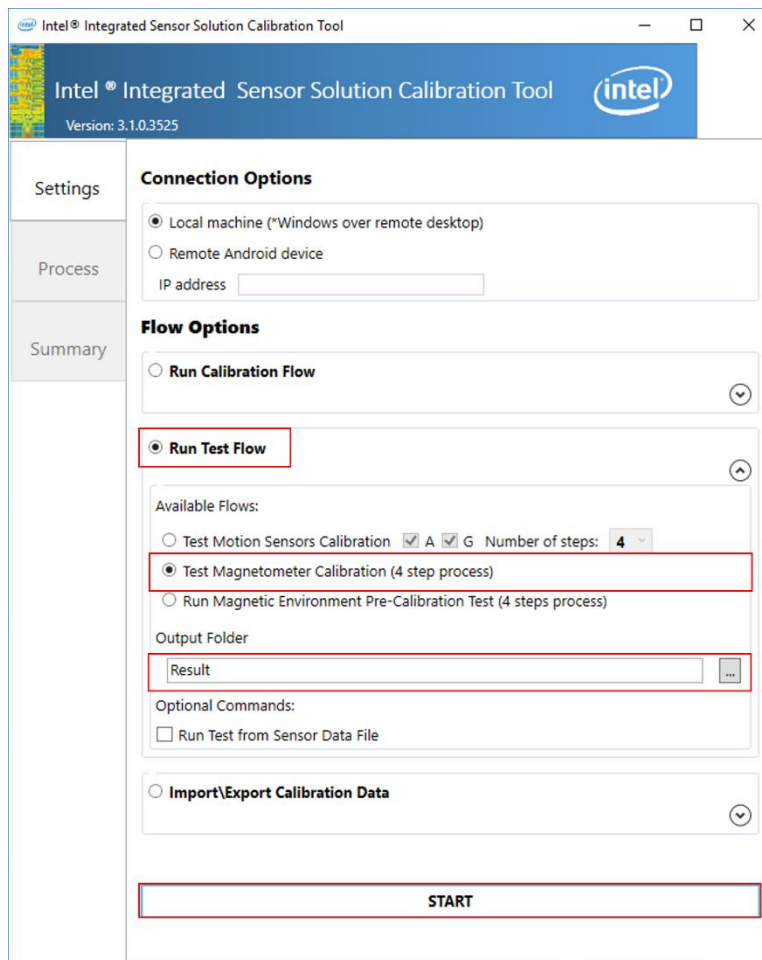 Intel® Integrated Sensor Solution Calibration Tool
Intel ® Integrated Sensor Solution Calibration Tool
intel
Version: 3.1.0.3525
Settings
Process
Summary
Connection Options
Local machine (*Windows over remote desktop)
Remote Android device
IP address
Flow Options
Run Calibration Flow
Run Test Flow
Available Flows:
Test Motion Sensors Calibration A G Number of steps: 4
Test Magnetometer Calibration (4 step process)
Run Magnetic Environment Pre-Calibration Test (4 steps process)
Output Folder
Result ...
Optional Commands:
Run Test from Sensor Data File
Import\Export Calibration Data
START